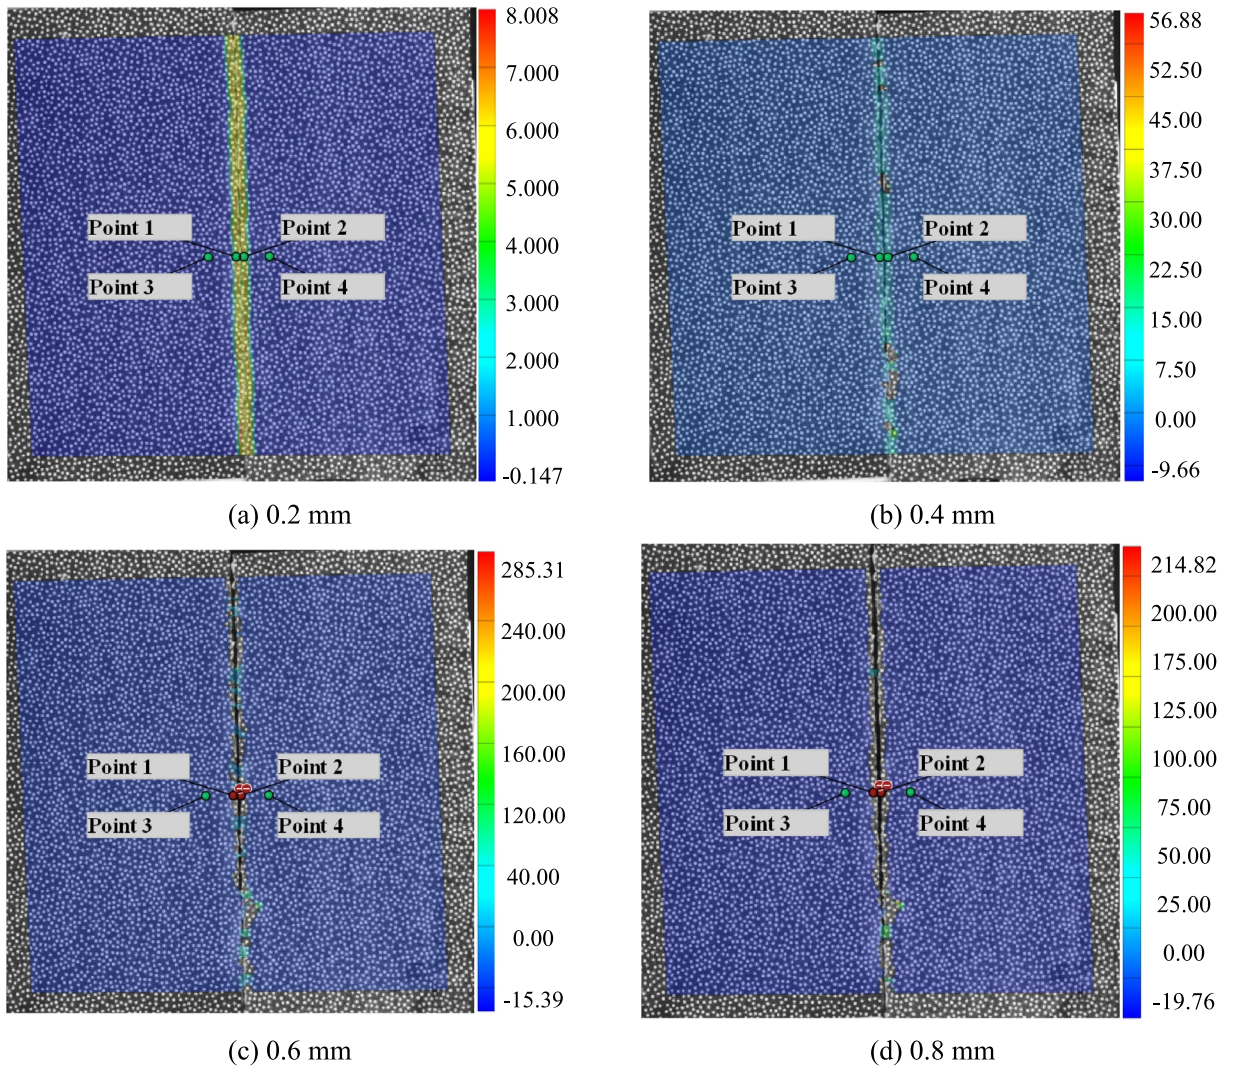 8.008
7.000
6.000
5.000
4.000
3.000
2.000
1.000
-0.147
Point 1
Point 2
Point 3
Point 4
(a) 0.2 mm
56.88
52.50
45.00
37.50
30.00
22.50
15.00
7.50
0.00
-9.66
Point 1
Point 2
Point 3
Point 4
(b) 0.4 mm
285.31
240.00
200.00
160.00
120.00
40.00
0.00
-15.39
Point 1
Point 2
Point 3
Point 4
(c) 0.6 mm
214.82
200.00
175.00
125.00
100.00
75.00
50.00
25.00
0.00
-19.76
Point 1
Point 2
Point 3
Point 4
(d) 0.8 mm